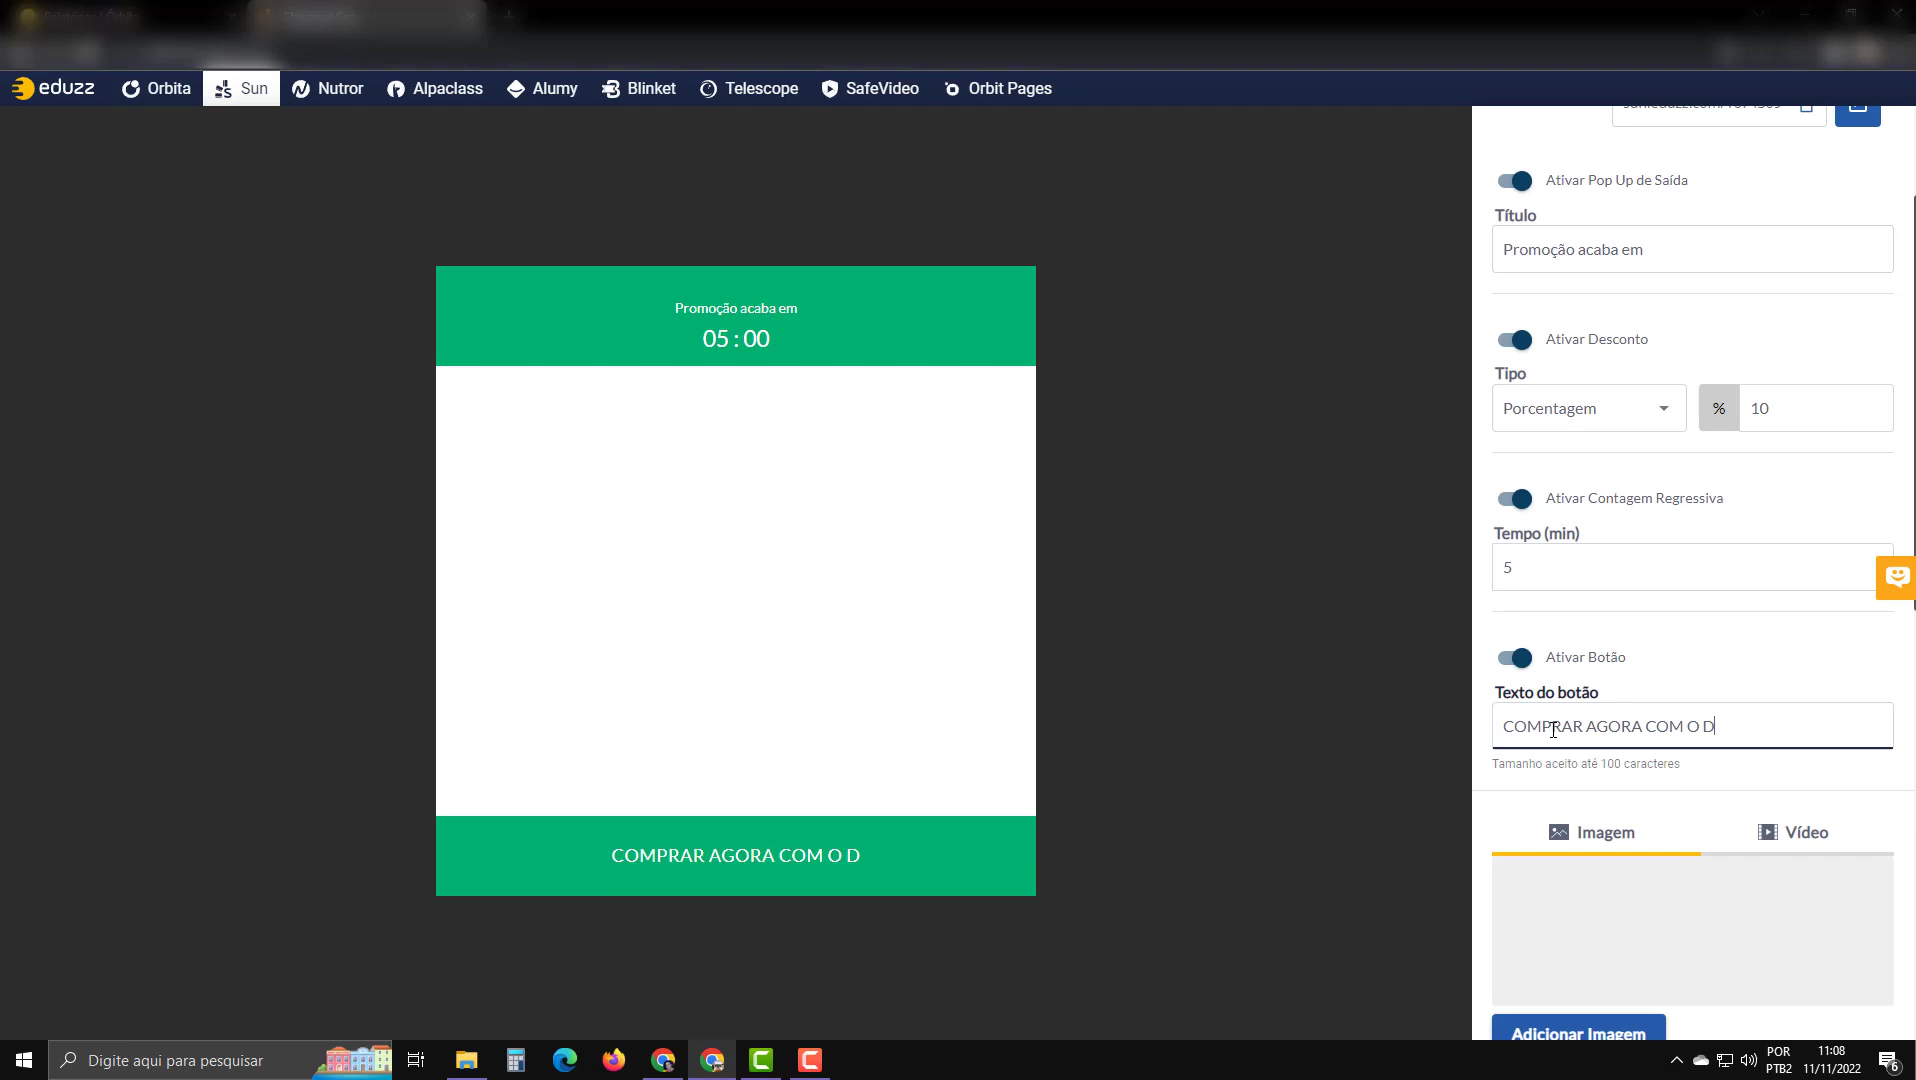 eduzz Orbita Sun Nutror Alpaclass Alumy Blinket Telescope SafeVideo Orbit Pages
Ativar Pop Up de Saída
Título
Promoção acaba em
Ativar Desconto
Tipo
Porcentagem % 10
Ativar Contagem Regressiva
Tempo (min)
5
Ativar Botão
Texto do botão
COMPRAR AGORA COM O D
Tamanho aceito até 100 caracteres
Imagem Vídeo
Adicionar Imagem
Promoção acaba em
05 : 00
COMPRAR AGORA COM O D
Digite aqui para pesquisar
POR
PTB2
11:08
11/11/2022
6